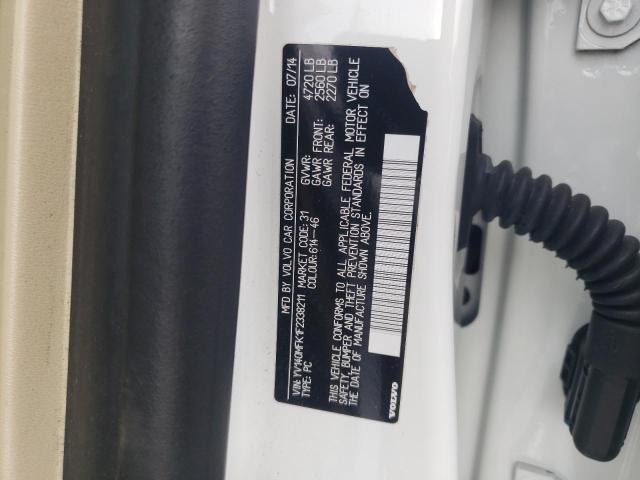 MFD BY VOLVO CAR CORPORATION DATE: 07/14
VIN: YV140MFK1F2338211 MARKET CODE: 31 GVWR: 4720 LB
TYPE: PC COLOUR: 614-46 GAWR FRONT: 2560 LB
GAWR REAR: 2270 LB
THIS VEHICLE CONFORMS TO ALL APPLICABLE FEDERAL MOTOR VEHICLE
SAFETY, BUMPER AND THEFT PREVENTION STANDARDS IN EFFECT ON
THE DATE OF MANUFACTURE SHOWN ABOVE.
VOLVO